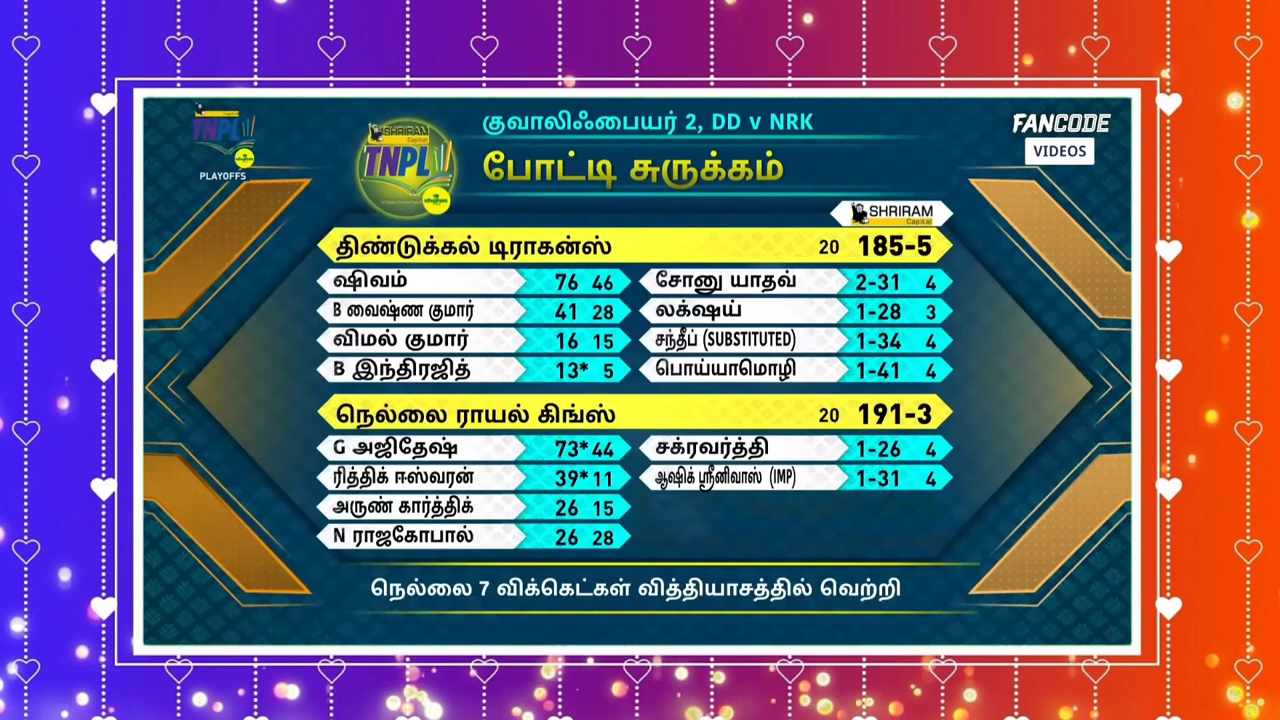 SHRIRAM
Capital
TNPL
PLAYOFFS
SHRIRAM
Capital
TNPL
குவாலிஃபையர் 2, DD v NRK
போட்டி சுருக்கம்
FANCODE
VIDEOS
SHRIRAM
Capital
திண்டுக்கல் டிராகன்ஸ் 20 185-5
ஷிவம் 76 46 சோனு யாதவ் 2-31 4
B வைஷ்ண குமார் 41 28 லக்ஷய் 1-28 3
விமல் குமார் 16 15 சந்தீப் (SUBSTITUTED) 1-34 4
B இந்திரஜித் 13* 5 பொய்யாமொழி 1-41 4
நெல்லை ராயல் கிங்ஸ் 20 191-3
G அஜிதேஷ் 73* 44 சக்ரவர்த்தி 1-26 4
ரித்திக் ஈஸ்வரன் 39* 11 ஆஷிக் ஸ்ரீனிவாஸ் (IMP) 1-31 4
அருண் கார்த்திக் 26 15
N ராஜகோபால் 26 28
நெல்லை 7 விக்கெட்கள் வித்தியாசத்தில் வெற்றி